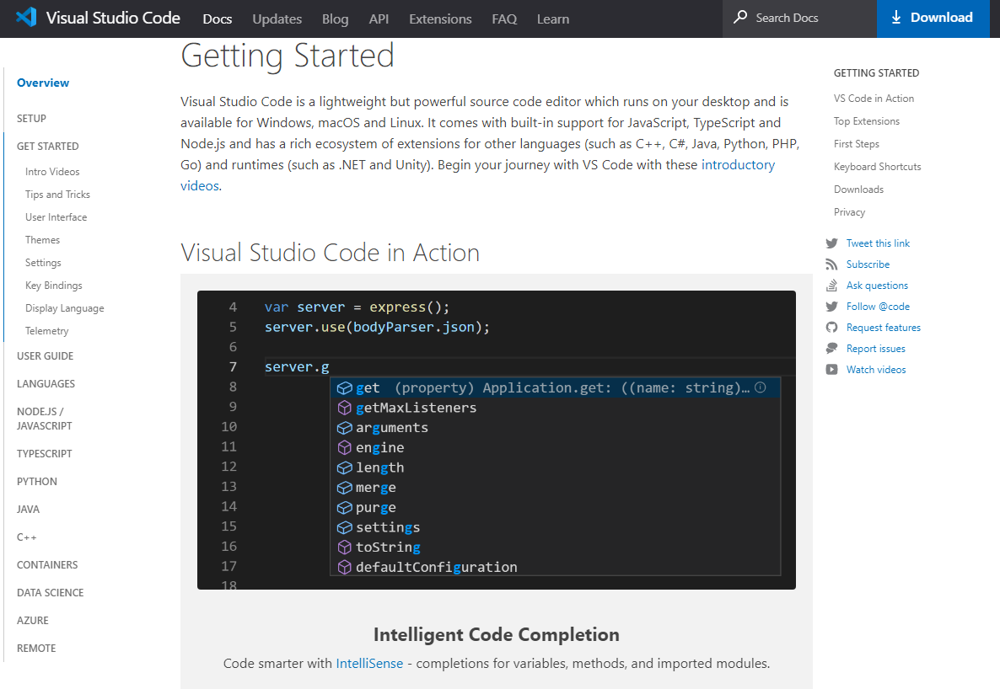 Visual Studio Code Docs Updates Blog API Extensions FAQ Learn Search Docs Download
Overview
SETUP
GET STARTED
Intro Videos
Tips and Tricks
User Interface
Themes
Settings
Key Bindings
Display Language
Telemetry
USER GUIDE
LANGUAGES
NODE.JS /
JAVASCRIPT
TYPESCRIPT
PYTHON
JAVA
C++
CONTAINERS
DATA SCIENCE
AZURE
REMOTE
Getting Started
Visual Studio Code is a lightweight but powerful source code editor which runs on your desktop and is
available for Windows, macOS and Linux. It comes with built-in support for JavaScript, TypeScript and
Node.js and has a rich ecosystem of extensions for other languages (such as C++, C#, Java, Python, PHP,
Go) and runtimes (such as .NET and Unity). Begin your journey with VS Code with these introductory
videos.
Visual Studio Code in Action
4 var server = express();
5 server.use(bodyParser.json);
6
7 server.g
8 get (property) Application.get: ((name: string)…
9 getMaxListeners
10 arguments
11 engine
12 length
13 merge
14 purge
15 settings
16 toString
17 defaultConfiguration
18
Intelligent Code Completion
Code smarter with IntelliSense - completions for variables, methods, and imported modules.
GETTING STARTED
VS Code in Action
Top Extensions
First Steps
Keyboard Shortcuts
Downloads
Privacy
Tweet this link
Subscribe
Ask questions
Follow @code
Request features
Report issues
Watch videos